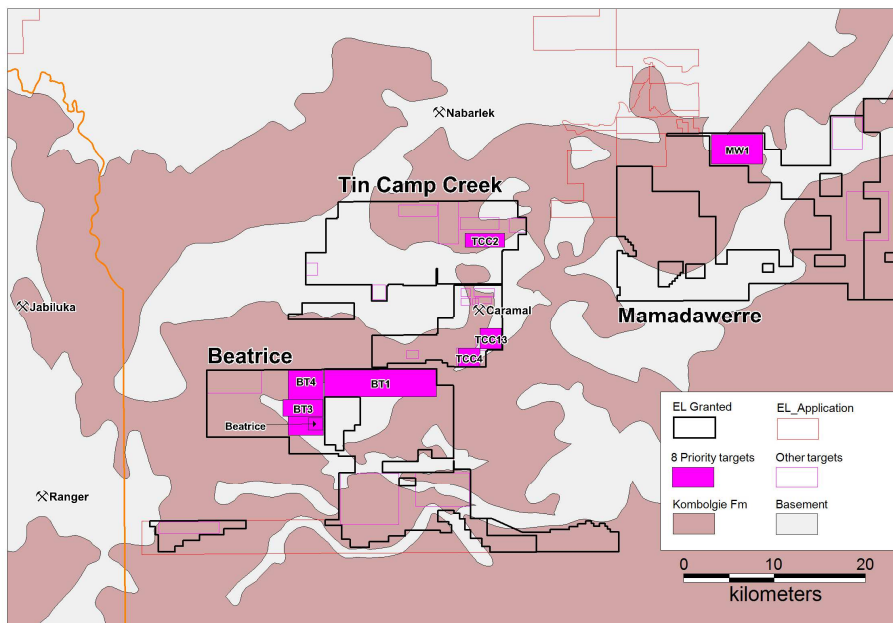 Nabarlek
MW1
Tin Camp Creek
TCC2
Jabiluka
Caramal
Mamadawerre
TCC13
TCC4
Beatrice
BT4
BT1
BT3
Beatrice
EL Granted
EL_Application
8 Priority targets
Other targets
Ranger
Kombolgie Fm
Basement
0
10
20
kilometers